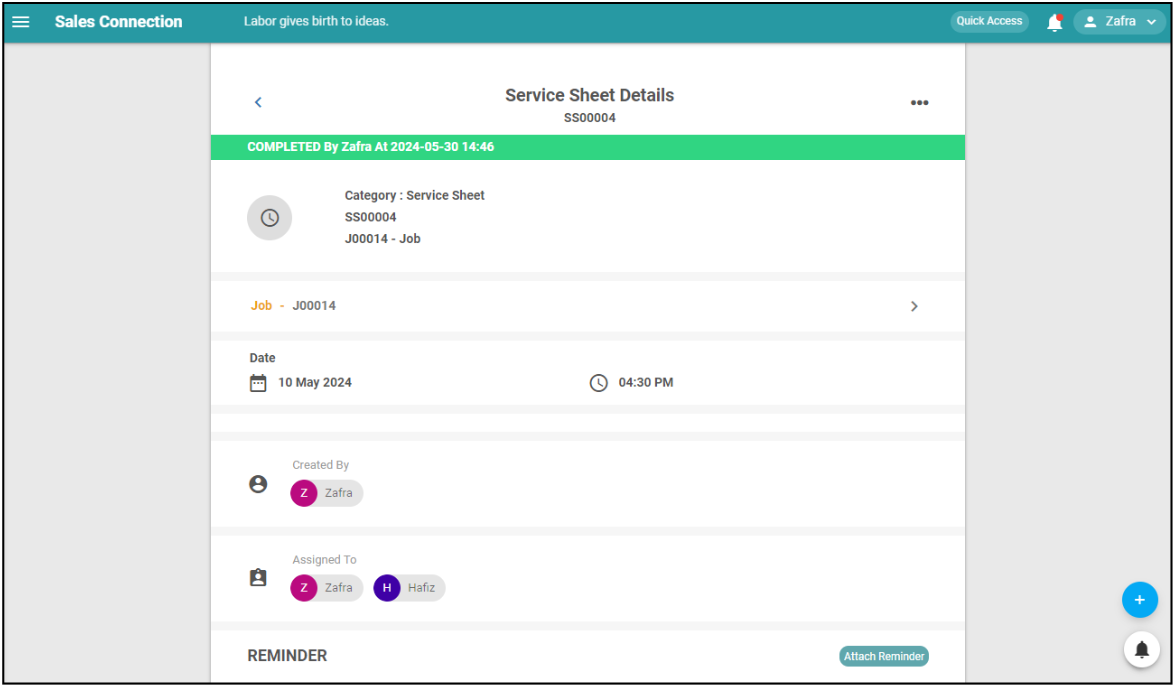 Sales Connection
Labor gives birth to ideas.
Quick Access
Zafra
Service Sheet Details
SS00004
COMPLETED By Zafra At 2024-05-30 14:46
Category : Service Sheet
SS00004
J00014 - Job
Job - J00014
Date
10 May 2024
04:30 PM
Created By
Z Zafra
Assigned To
Z Zafra H Hafiz
REMINDER
Attach Reminder